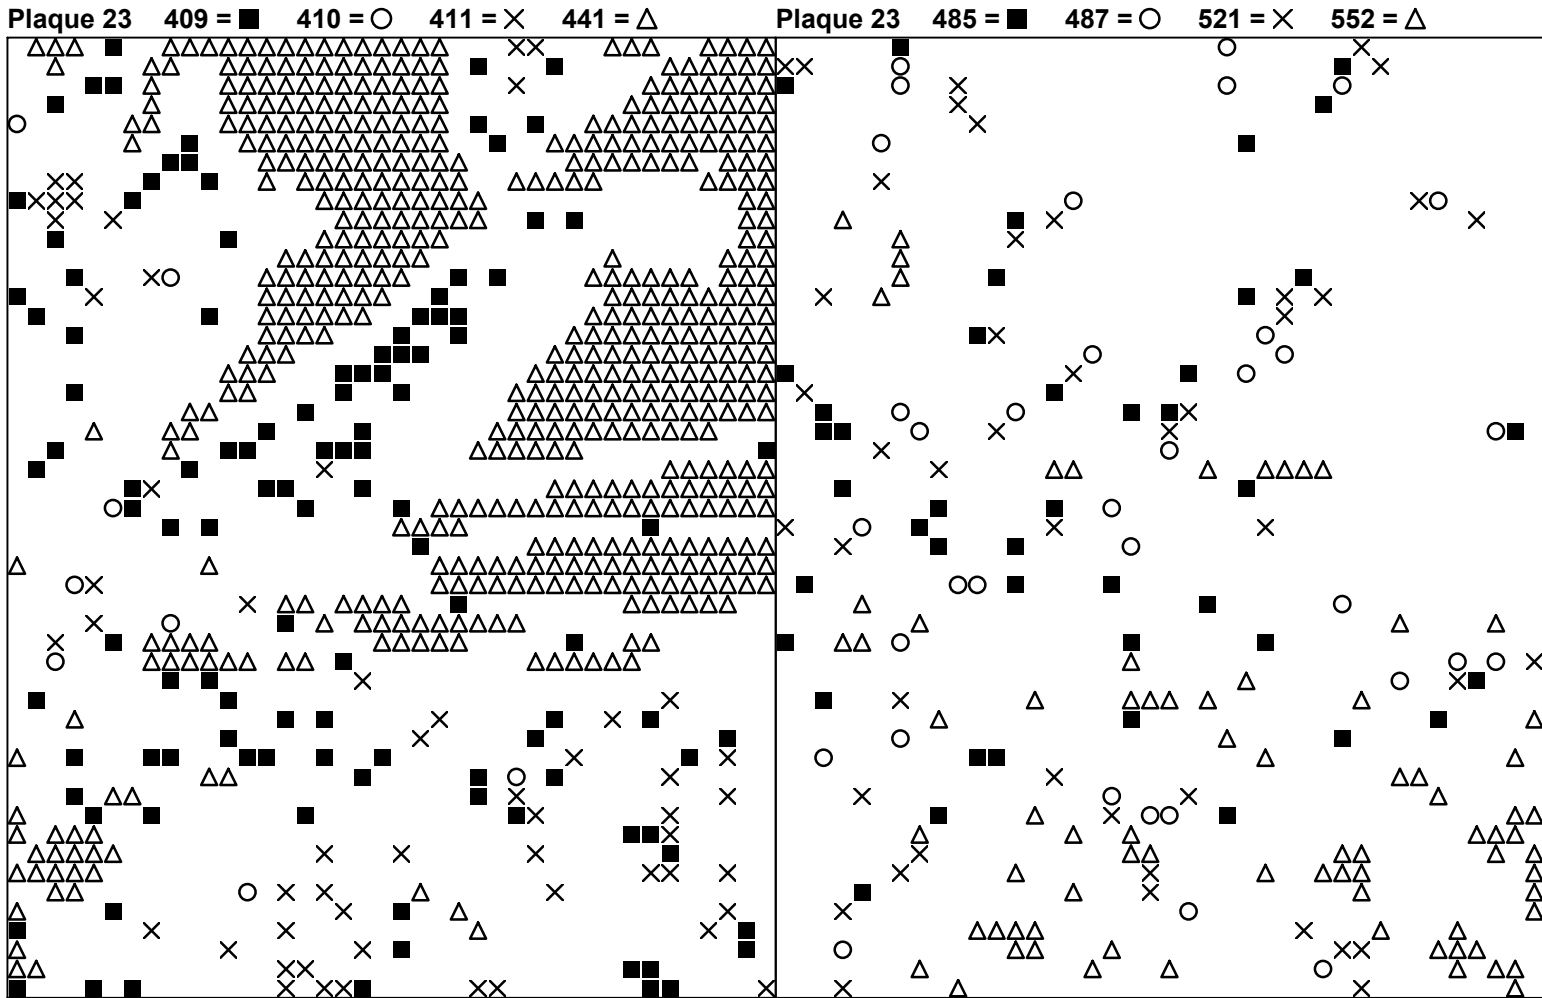 Plaque 23 409 = ■ 410 = ○ 411 = × 441 = △
Plaque 23 485 = ■ 487 = ○ 521 = × 552 = △